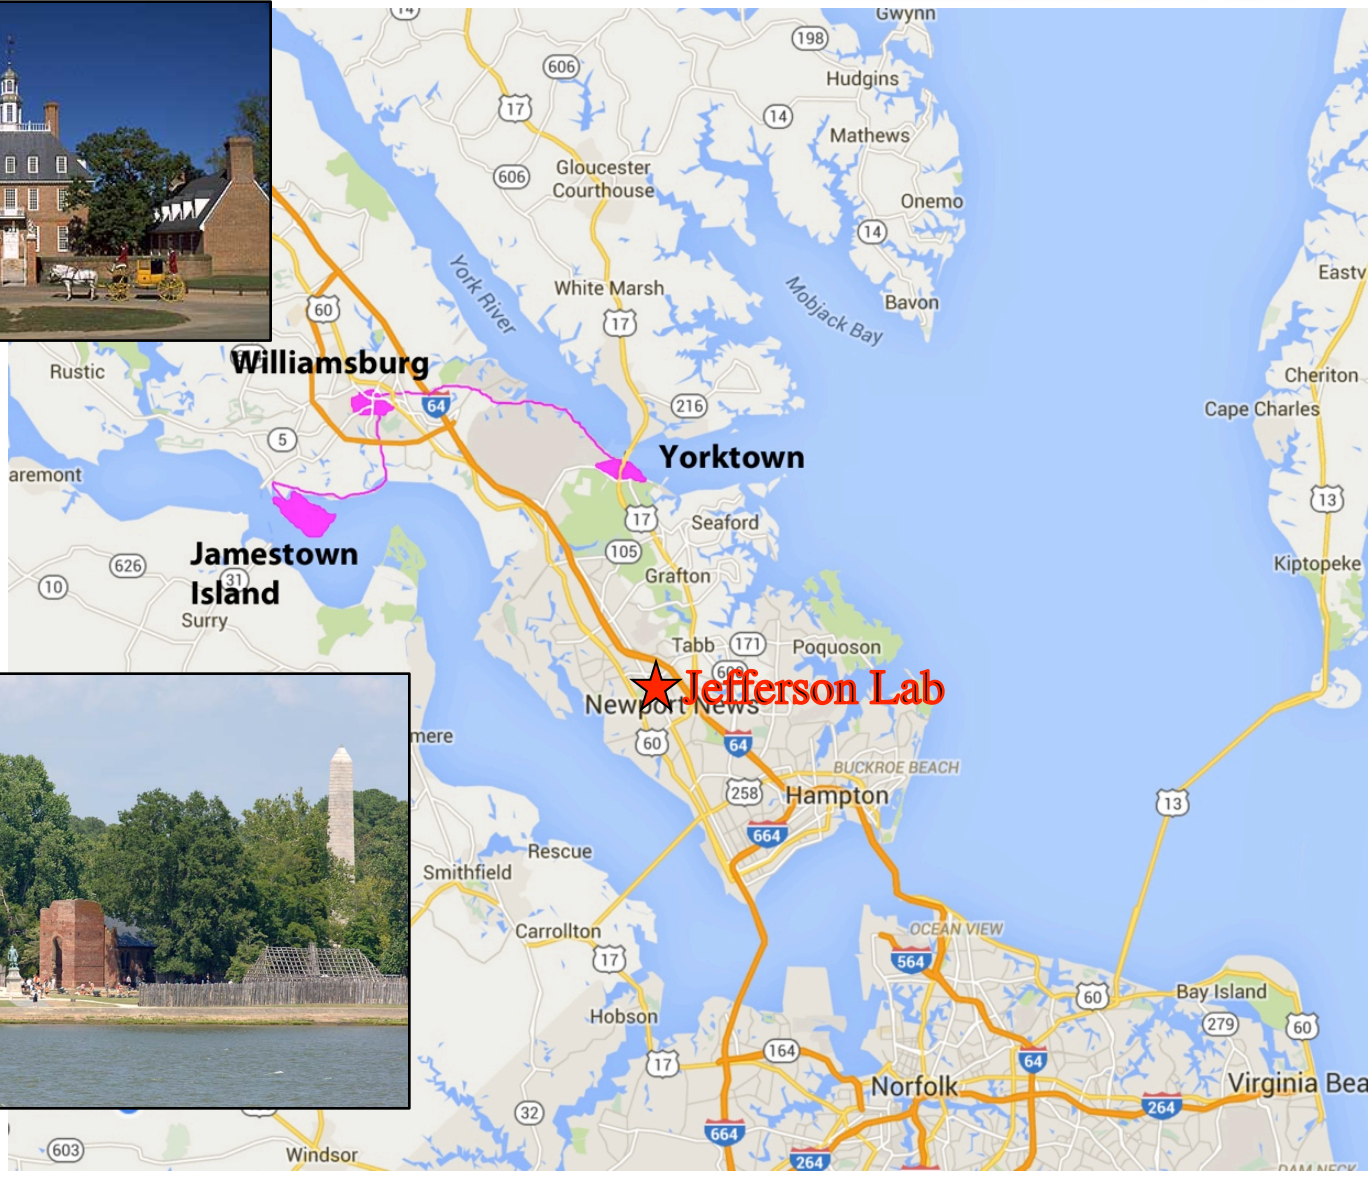 14
Gwynn
198
606
Hudgins
17
14
Mathews
Gloucester
Courthouse
606
Onemo
14
York River
Eastv
White Marsh
Mobjack Bay
Bavon
60
17
Williamsburg
Rustic
Cheriton
64
216
Cape Charles
5
Yorktown
aremont
13
17
Seaford
Jamestown
Island
105
Kiptopeke
626
Grafton
10
31
Surry
Tabb
171
Poquoson
Jefferson Lab
Newport News
mere
60
64
BUCKROE BEACH
258
Hampton
13
664
Rescue
Smithfield
Carrollton
OCEAN VIEW
17
564
60
Bay Island
Hobson
279
60
164
17
64
Norfolk
Virginia Bea
32
664
264
603
Windsor
264
DAM NECK